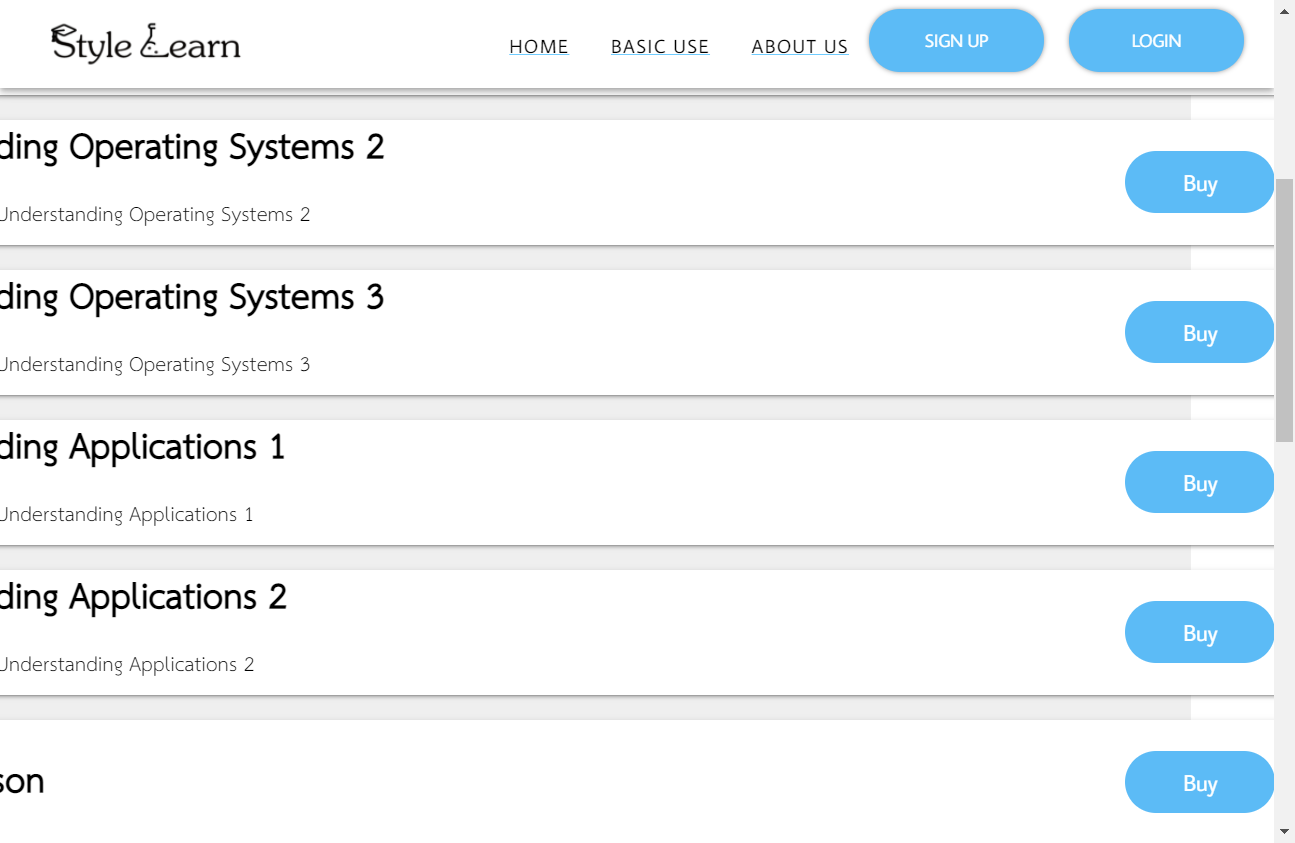 Style Learn
HOME BASIC USE ABOUT US SIGN UP LOGIN
ding Operating Systems 2
Understanding Operating Systems 2
Buy
ding Operating Systems 3
Understanding Operating Systems 3
Buy
ding Applications 1
Understanding Applications 1
Buy
ding Applications 2
Understanding Applications 2
Buy
son
Buy